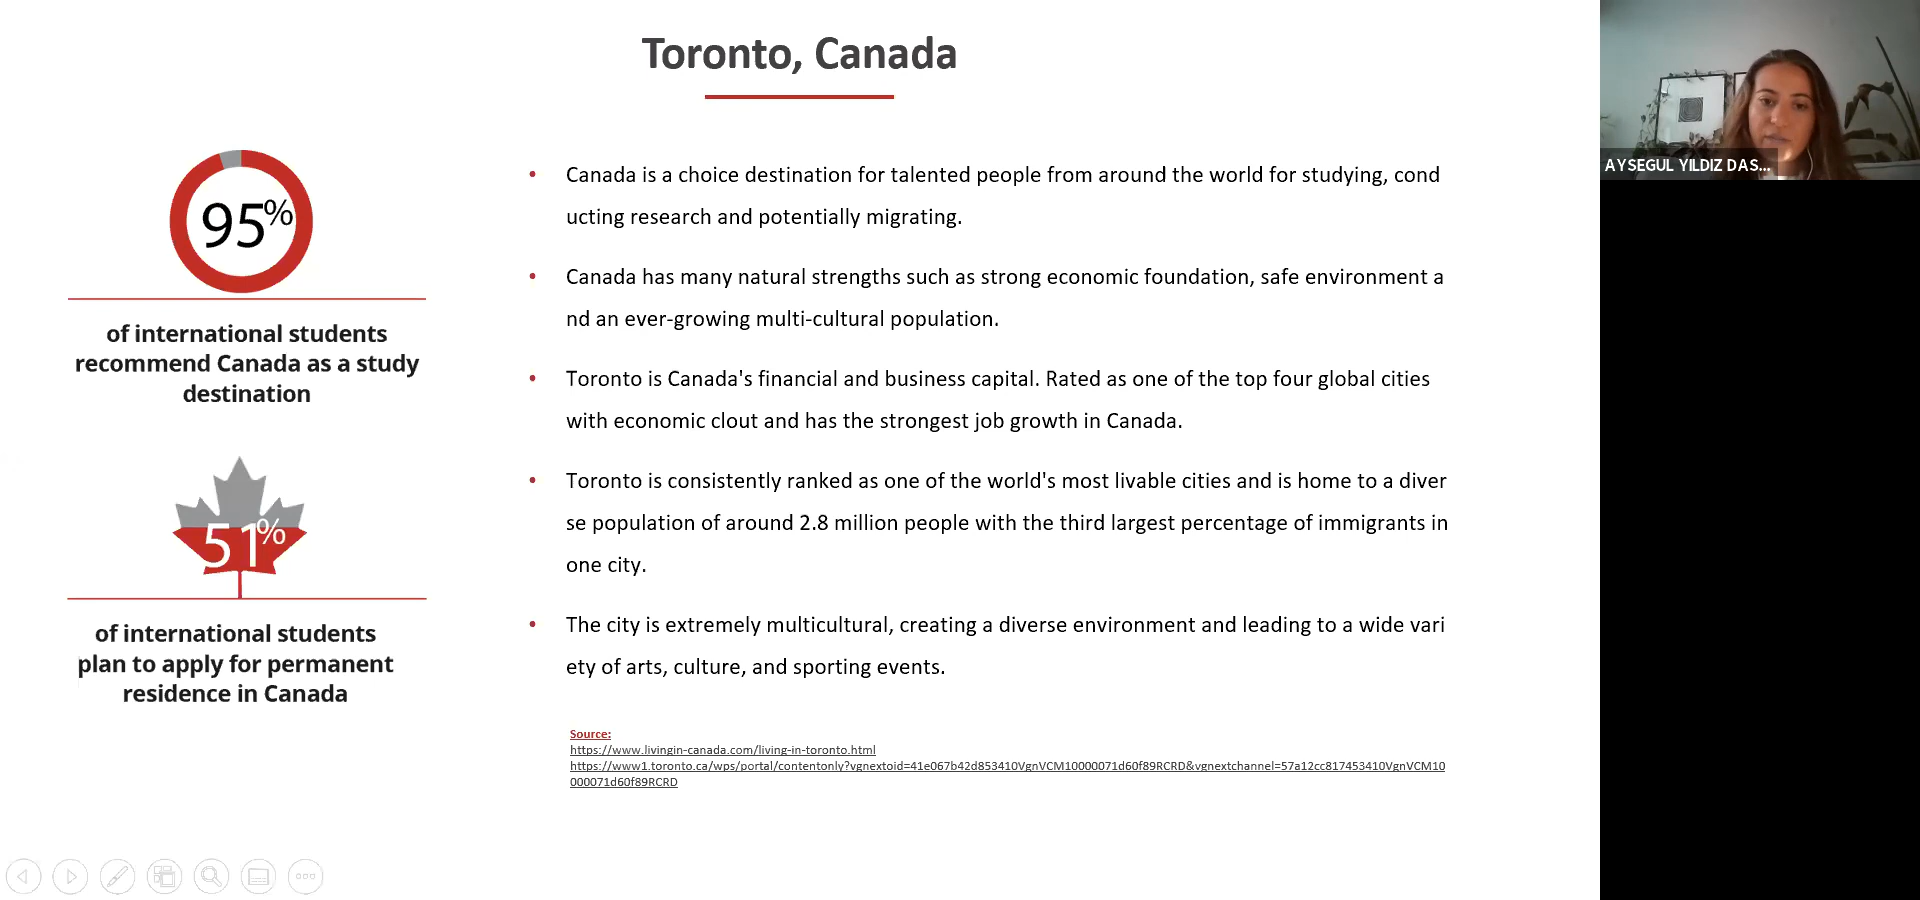 Toronto, Canada
95%
of international students
recommend Canada as a study
destination
51%
of international students
plan to apply for permanent
residence in Canada
• Canada is a choice destination for talented people from around the world for studying, cond
ucting research and potentially migrating.
• Canada has many natural strengths such as strong economic foundation, safe environment a
nd an ever-growing multi-cultural population.
• Toronto is Canada's financial and business capital. Rated as one of the top four global cities
with economic clout and has the strongest job growth in Canada.
• Toronto is consistently ranked as one of the world's most livable cities and is home to a diver
se population of around 2.8 million people with the third largest percentage of immigrants in
one city.
• The city is extremely multicultural, creating a diverse environment and leading to a wide vari
ety of arts, culture, and sporting events.
Source:
https://www.livingin-canada.com/living-in-toronto.html
https://www1.toronto.ca/wps/portal/contentonly?vgnextoid=41e067b42d853410VgnVCM10000071d60f89RCRD&vgnextchannel=57a12cc817453410VgnVCM10
000071d60f89RCRD
AYSEGUL YILDIZ DAS...